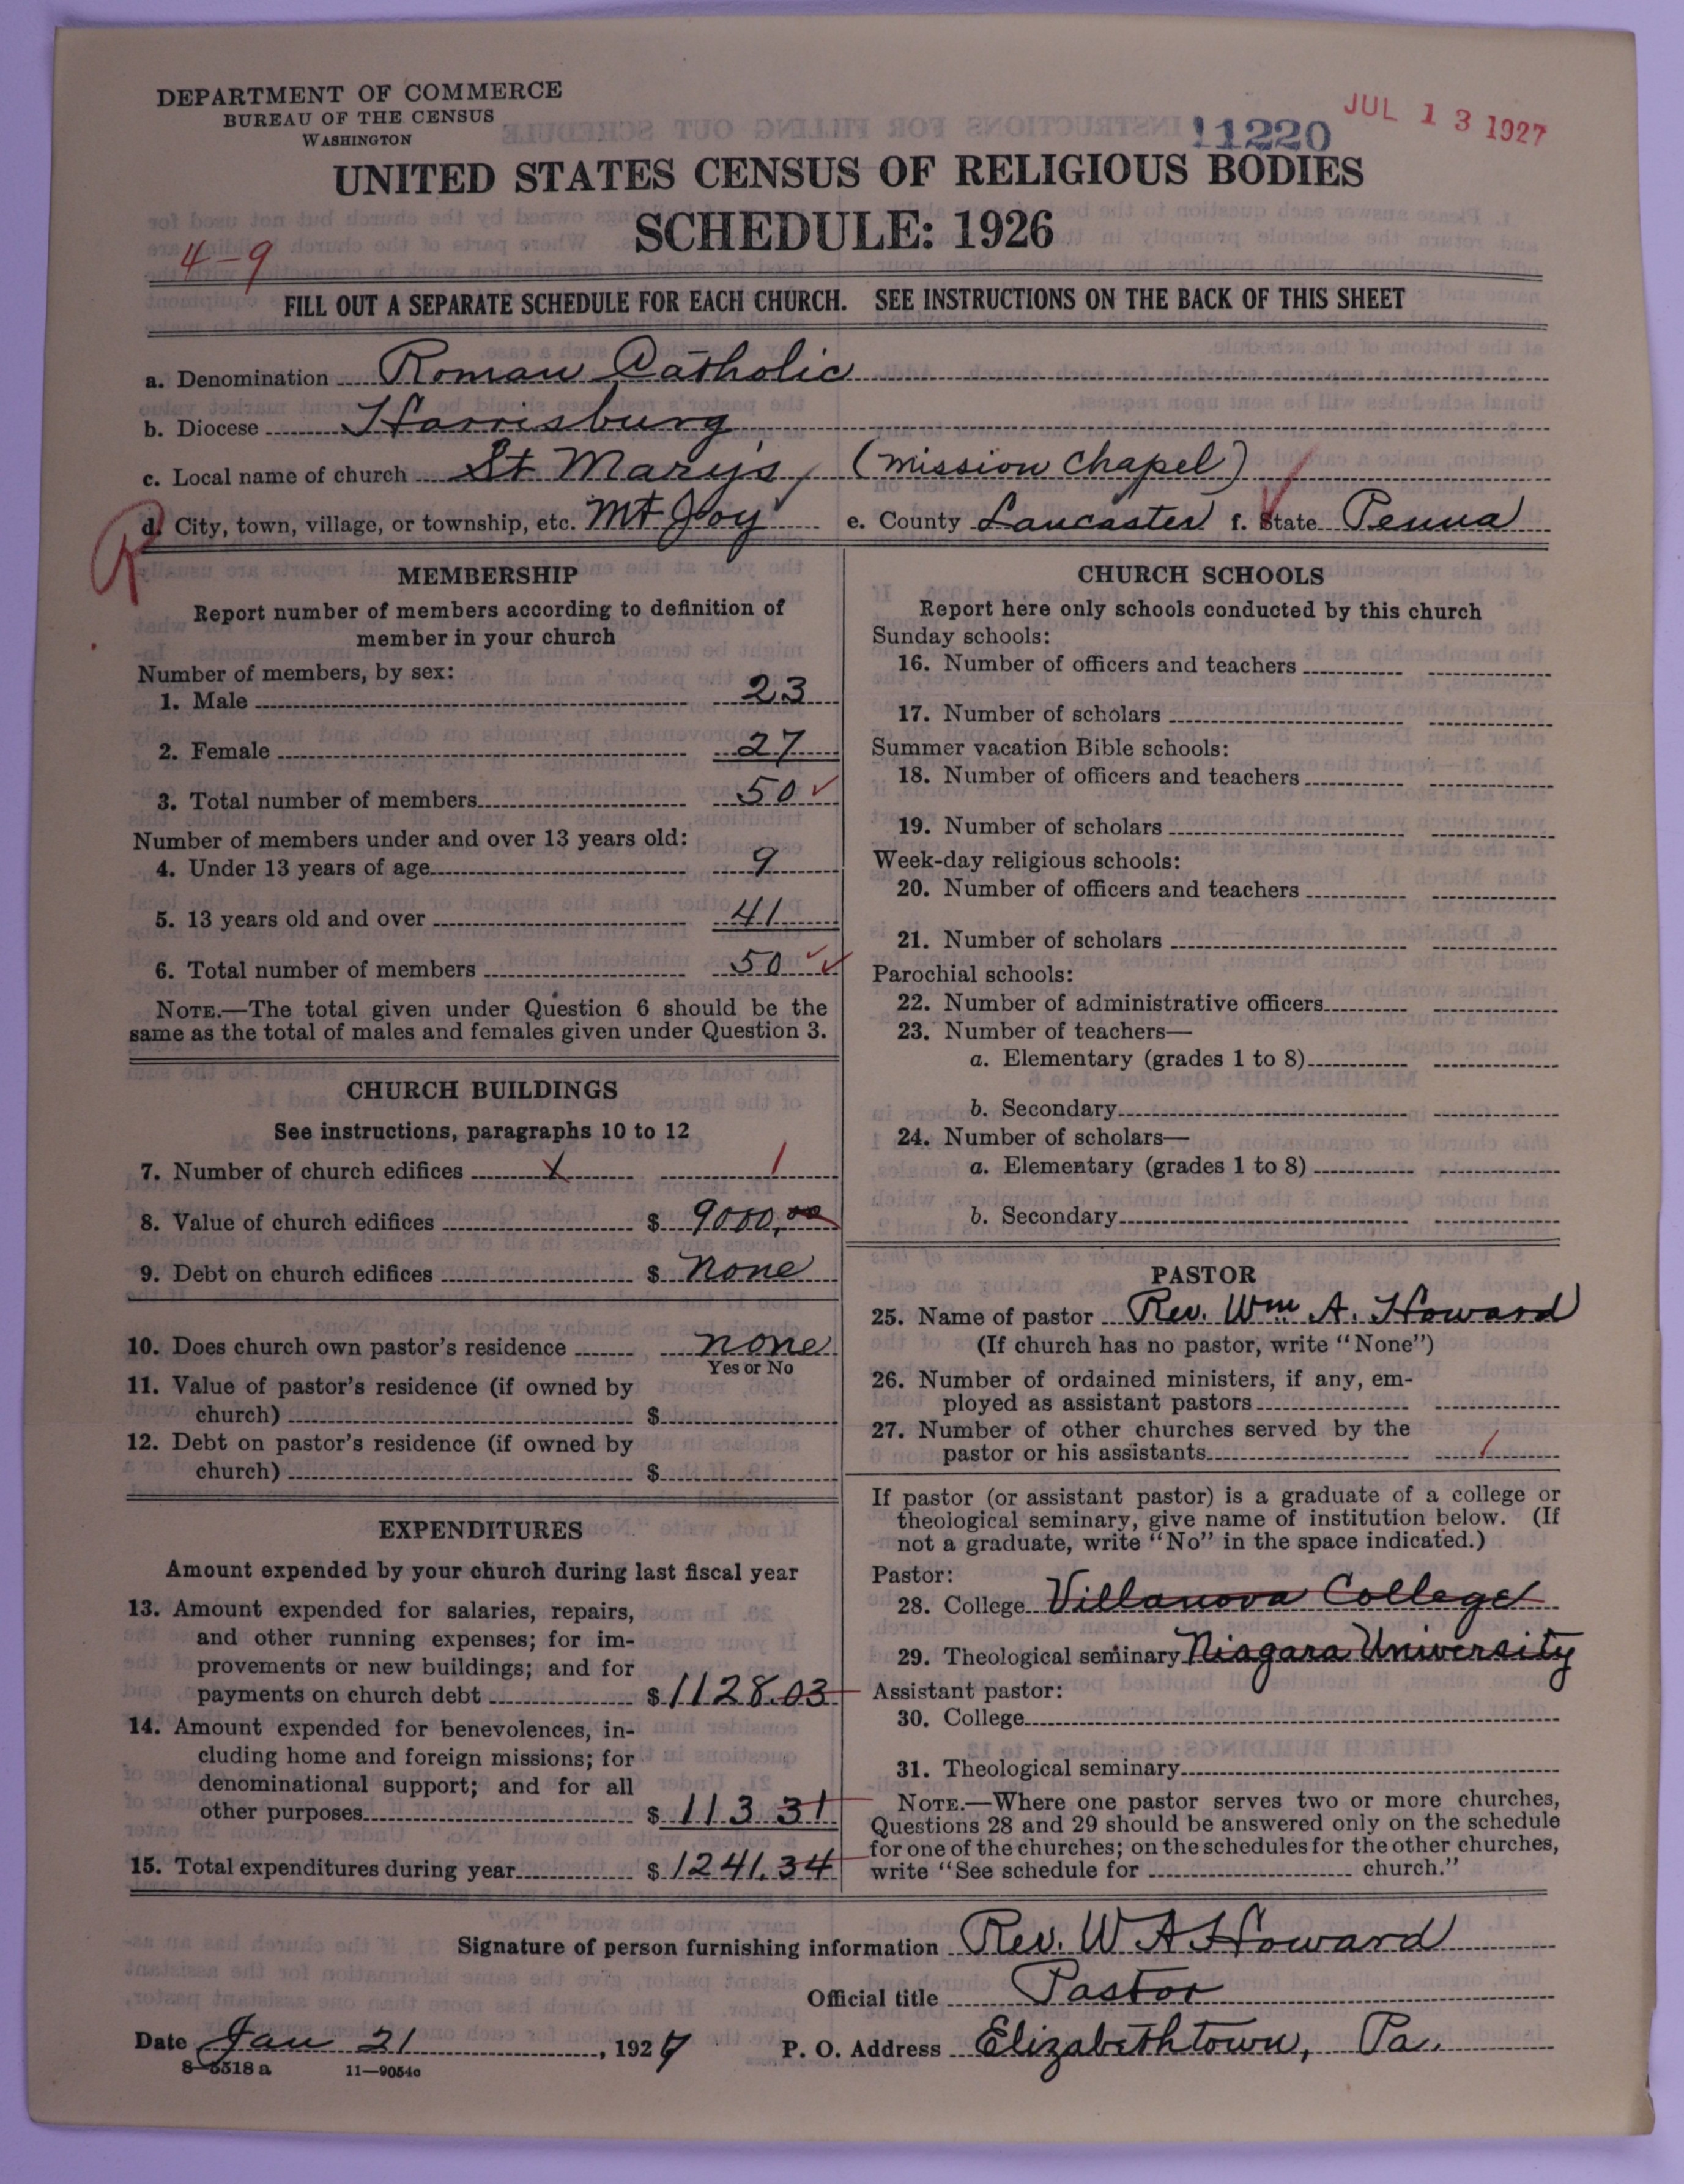 DEPARTMENT OF COMMERCE
BUREAU OF THE CENSUS
WASHINGTON
11220
JUL 13 1927
UNITED STATES CENSUS OF RELIGIOUS BODIES
SCHEDULE: 1926
4-9
FILL OUT A SEPARATE SCHEDULE FOR EACH CHURCH. SEE INSTRUCTIONS ON THE BACK OF THIS SHEET
a. Denomination Roman Catholic
b. Diocese Harrisburg
c. Local name of church St Mary's (Mission Chapel)
d. City, town, village, or township, etc. Mt Joy e. County Lancaster f. State Penna
MEMBERSHIP
Report number of members according to definition of
member in your church
Number of members, by sex:
1. Male 23
2. Female 27
3. Total number of members 50
Number of members under and over 13 years old:
4. Under 13 years of age 9
5. 13 years old and over 41
6. Total number of members 50
NOTE.—The total given under Question 6 should be the
same as the total of males and females given under Question 3.
CHURCH BUILDINGS
See instructions, paragraphs 10 to 12
7. Number of church edifices x 1
8. Value of church edifices $ 9000,00
9. Debt on church edifices $ None
10. Does church own pastor's residence none
Yes or No
11. Value of pastor's residence (if owned by
church) $
12. Debt on pastor's residence (if owned by
church) $
EXPENDITURES
Amount expended by your church during last fiscal year
13. Amount expended for salaries, repairs,
and other running expenses; for im-
provements or new buildings; and for
payments on church debt $ 1128.03
14. Amount expended for benevolences, in-
cluding home and foreign missions; for
denominational support; and for all
other purposes $ 113 31
15. Total expenditures during year $ 1241.34
CHURCH SCHOOLS
Report here only schools conducted by this church
Sunday schools:
16. Number of officers and teachers
17. Number of scholars
Summer vacation Bible schools:
18. Number of officers and teachers
19. Number of scholars
Week-day religious schools:
20. Number of officers and teachers
21. Number of scholars
Parochial schools:
22. Number of administrative officers
23. Number of teachers—
a. Elementary (grades 1 to 8)
b. Secondary
24. Number of scholars—
a. Elementary (grades 1 to 8)
b. Secondary
PASTOR
25. Name of pastor Rev. Wm A. Howard
(If church has no pastor, write "None")
26. Number of ordained ministers, if any, em-
ployed as assistant pastors
27. Number of other churches served by the
pastor or his assistants 1
If pastor (or assistant pastor) is a graduate of a college or
theological seminary, give name of institution below. (If
not a graduate, write "No" in the space indicated.)
Pastor:
28. College Villanova College
29. Theological seminary Niagara University
Assistant pastor:
30. College
31. Theological seminary
NOTE.—Where one pastor serves two or more churches,
Questions 28 and 29 should be answered only on the schedule
for one of the churches; on the schedules for the other churches,
write "See schedule for church."
Signature of person furnishing information Rev. W A Howard
Official title Pastor
Date Jan 21, 1927 P. O. Address Elizabethtown, Pa.
8-5518 a 11—9054c